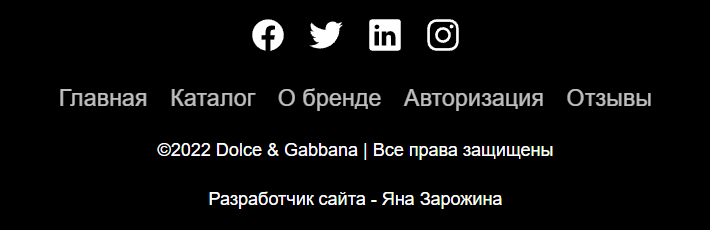 Главная Каталог О бренде Авторизация Отзывы
©2022 Dolce & Gabbana | Все права защищены
Разработчик сайта - Яна Зарожина